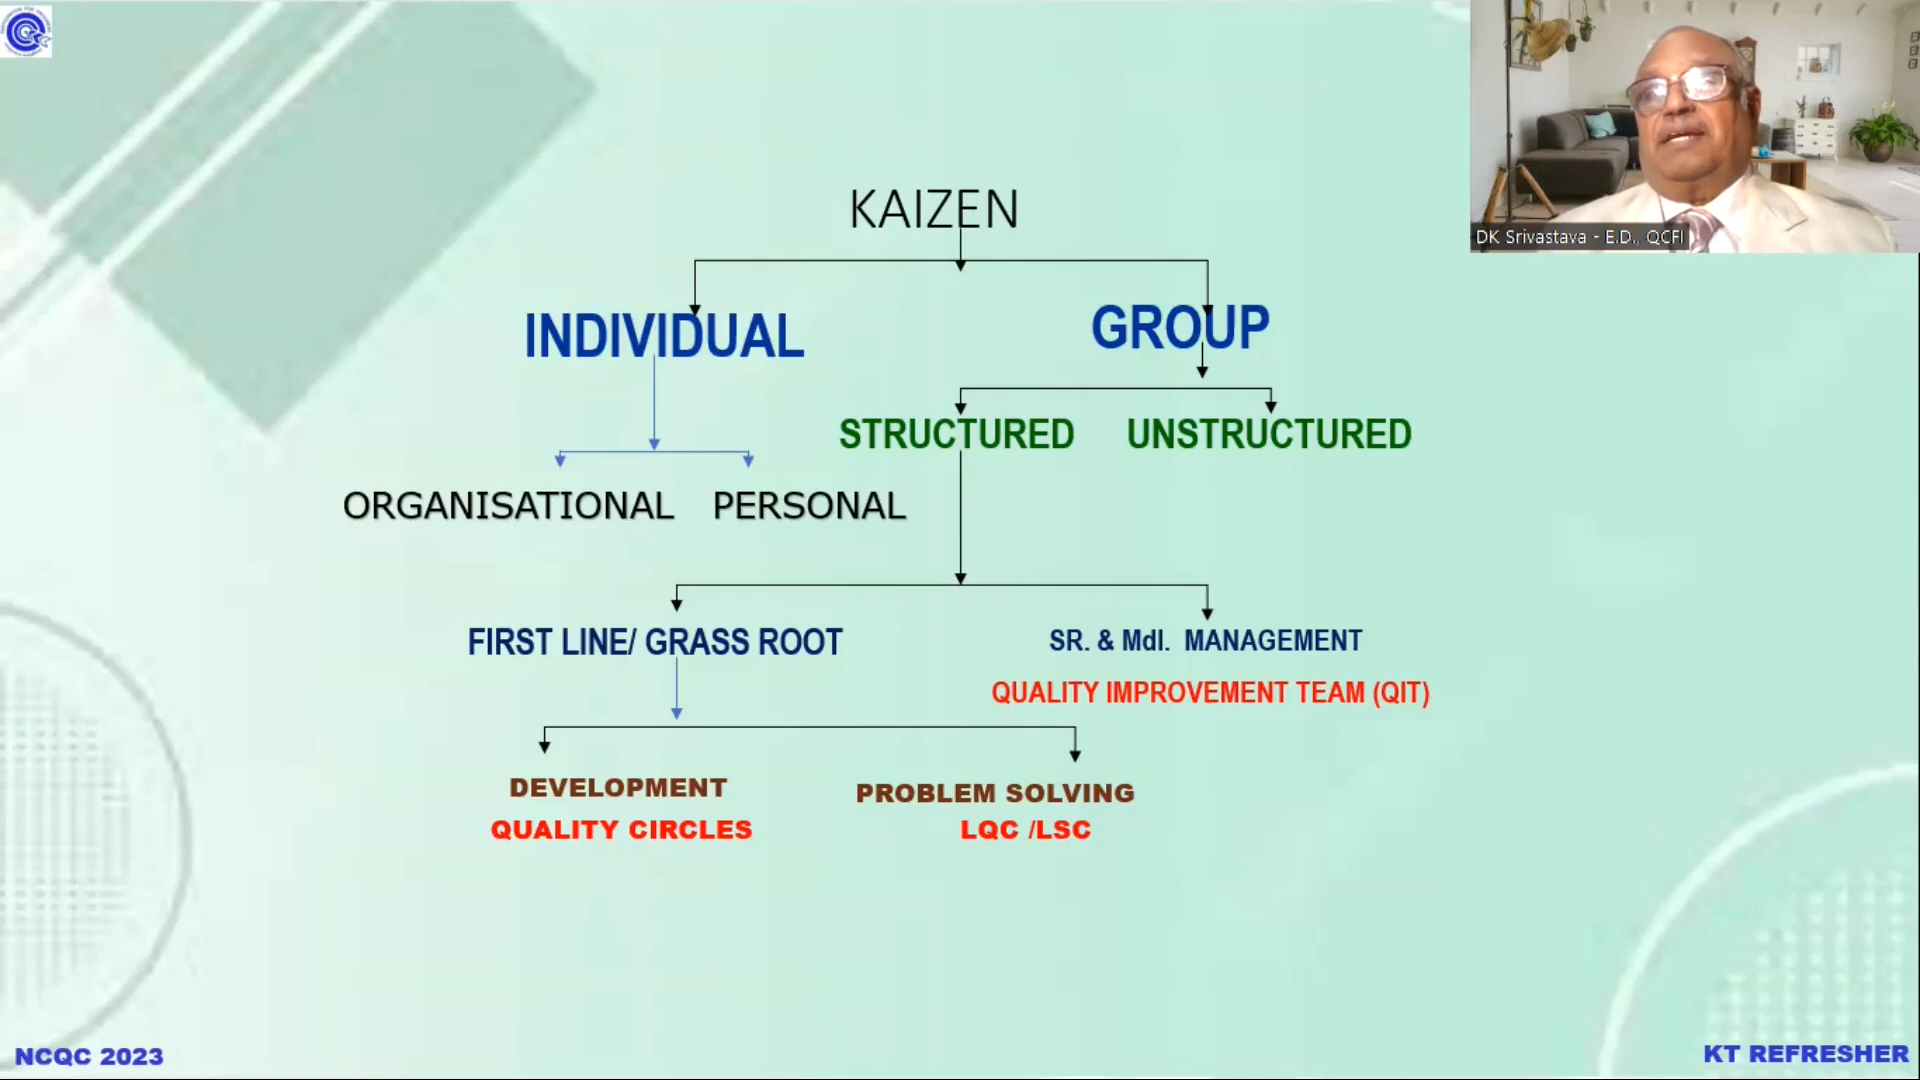 KAIZEN
DK Srivastava - E.D., QCFI
INDIVIDUAL
GROUP
STRUCTURED
UNSTRUCTURED
ORGANISATIONAL
PERSONAL
FIRST LINE/ GRASS ROOT
SR. & Mdl. MANAGEMENT
QUALITY IMPROVEMENT TEAM (QIT)
DEVELOPMENT
QUALITY CIRCLES
PROBLEM SOLVING
LQC /LSC
NCQC 2023
KT REFRESHER